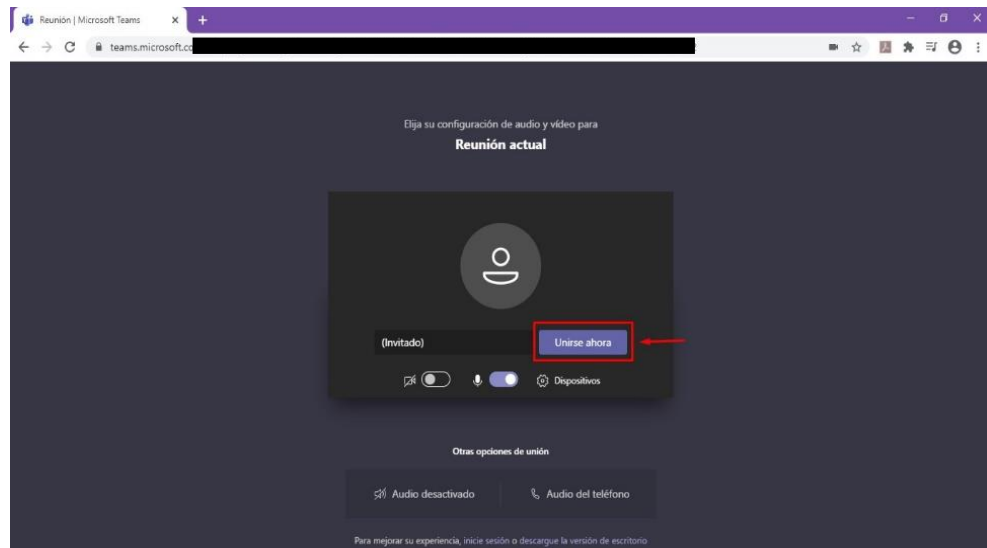 Reunión | Microsoft Teams
teams.microsoft.co
Elija su configuración de audio y vídeo para
Reunión actual
(Invitado)
Unirse ahora
Dispositivos
Otras opciones de unión
Audio desactivado
Audio del teléfono
Para mejorar su experiencia, inicie sesión o descargue la versión de escritorio